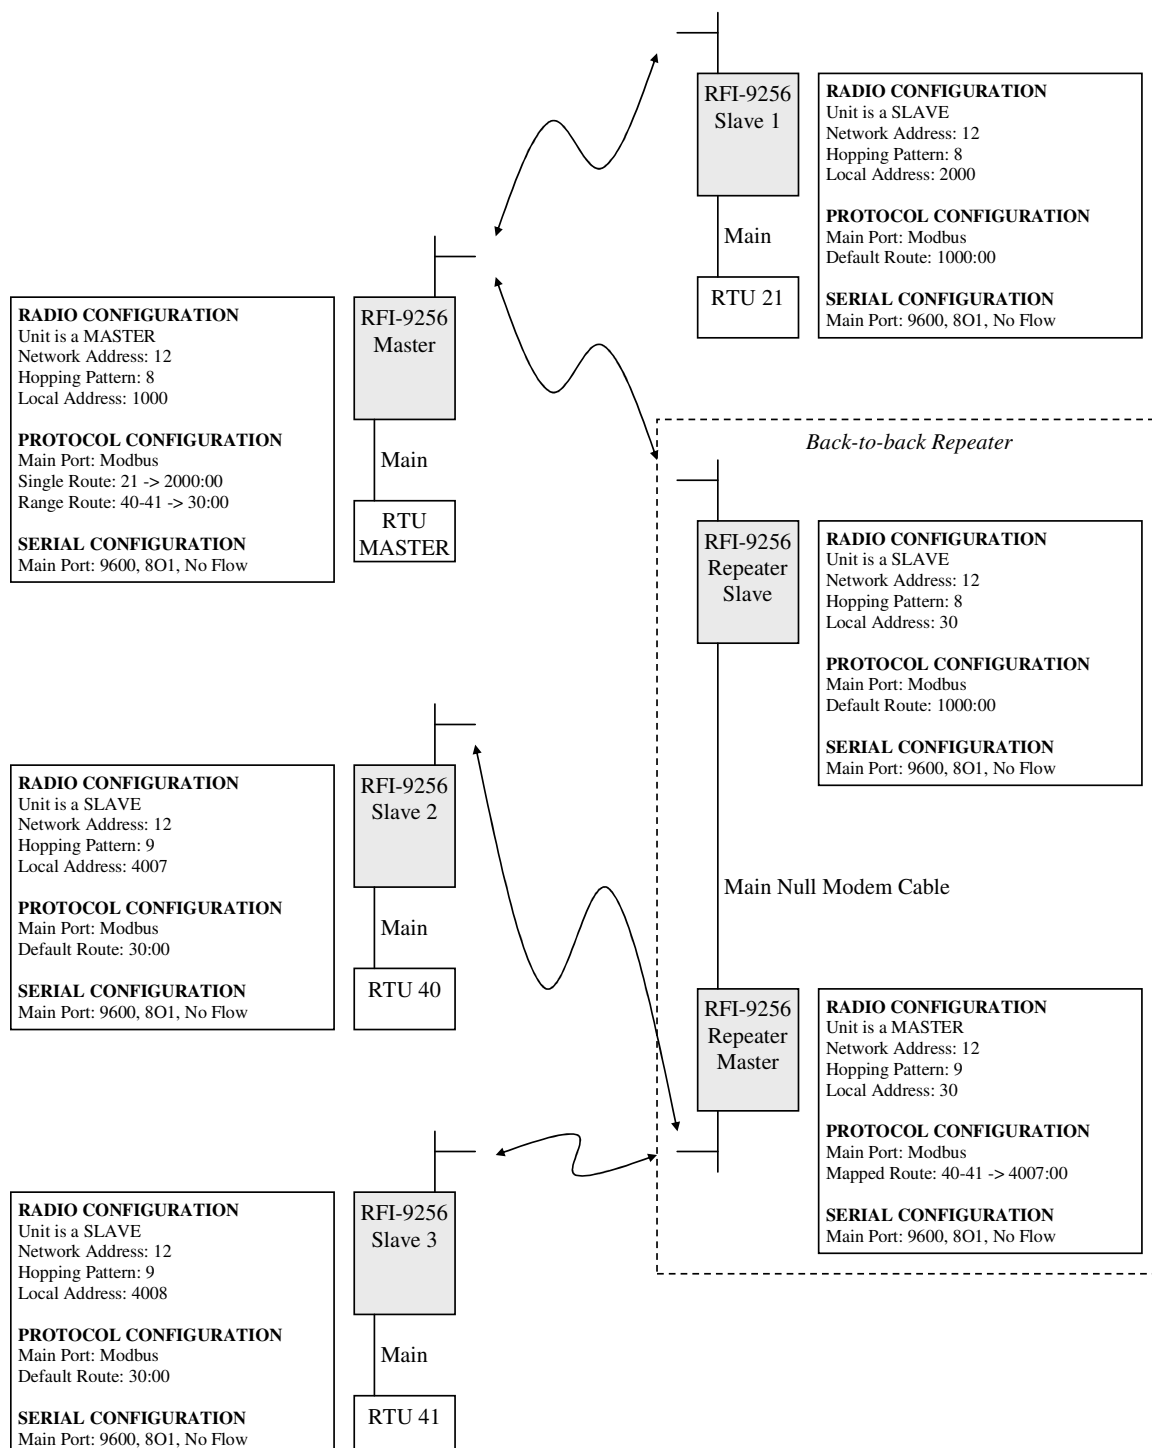 RFI-9256
Slave 1
RADIO CONFIGURATION
Unit is a SLAVE
Network Address: 12
Hopping Pattern: 8
Local Address: 2000
PROTOCOL CONFIGURATION
Main Port: Modbus
Default Route: 1000:00
SERIAL CONFIGURATION
Main Port: 9600, 8O1, No Flow
Main
RTU 21
RADIO CONFIGURATION
Unit is a MASTER
Network Address: 12
Hopping Pattern: 8
Local Address: 1000
PROTOCOL CONFIGURATION
Main Port: Modbus
Single Route: 21 -> 2000:00
Range Route: 40-41 -> 30:00
SERIAL CONFIGURATION
Main Port: 9600, 8O1, No Flow
RFI-9256
Master
Main
RTU
MASTER
Back-to-back Repeater
RFI-9256
Repeater
Slave
RADIO CONFIGURATION
Unit is a SLAVE
Network Address: 12
Hopping Pattern: 8
Local Address: 30
PROTOCOL CONFIGURATION
Main Port: Modbus
Default Route: 1000:00
SERIAL CONFIGURATION
Main Port: 9600, 8O1, No Flow
RADIO CONFIGURATION
Unit is a SLAVE
Network Address: 12
Hopping Pattern: 9
Local Address: 4007
PROTOCOL CONFIGURATION
Main Port: Modbus
Default Route: 30:00
SERIAL CONFIGURATION
Main Port: 9600, 8O1, No Flow
RFI-9256
Slave 2
Main
RTU 40
Main Null Modem Cable
RFI-9256
Repeater
Master
RADIO CONFIGURATION
Unit is a MASTER
Network Address: 12
Hopping Pattern: 9
Local Address: 30
PROTOCOL CONFIGURATION
Main Port: Modbus
Mapped Route: 40-41 -> 4007:00
SERIAL CONFIGURATION
Main Port: 9600, 8O1, No Flow
RADIO CONFIGURATION
Unit is a SLAVE
Network Address: 12
Hopping Pattern: 9
Local Address: 4008
PROTOCOL CONFIGURATION
Main Port: Modbus
Default Route: 30:00
SERIAL CONFIGURATION
Main Port: 9600, 8O1, No Flow
RFI-9256
Slave 3
Main
RTU 41